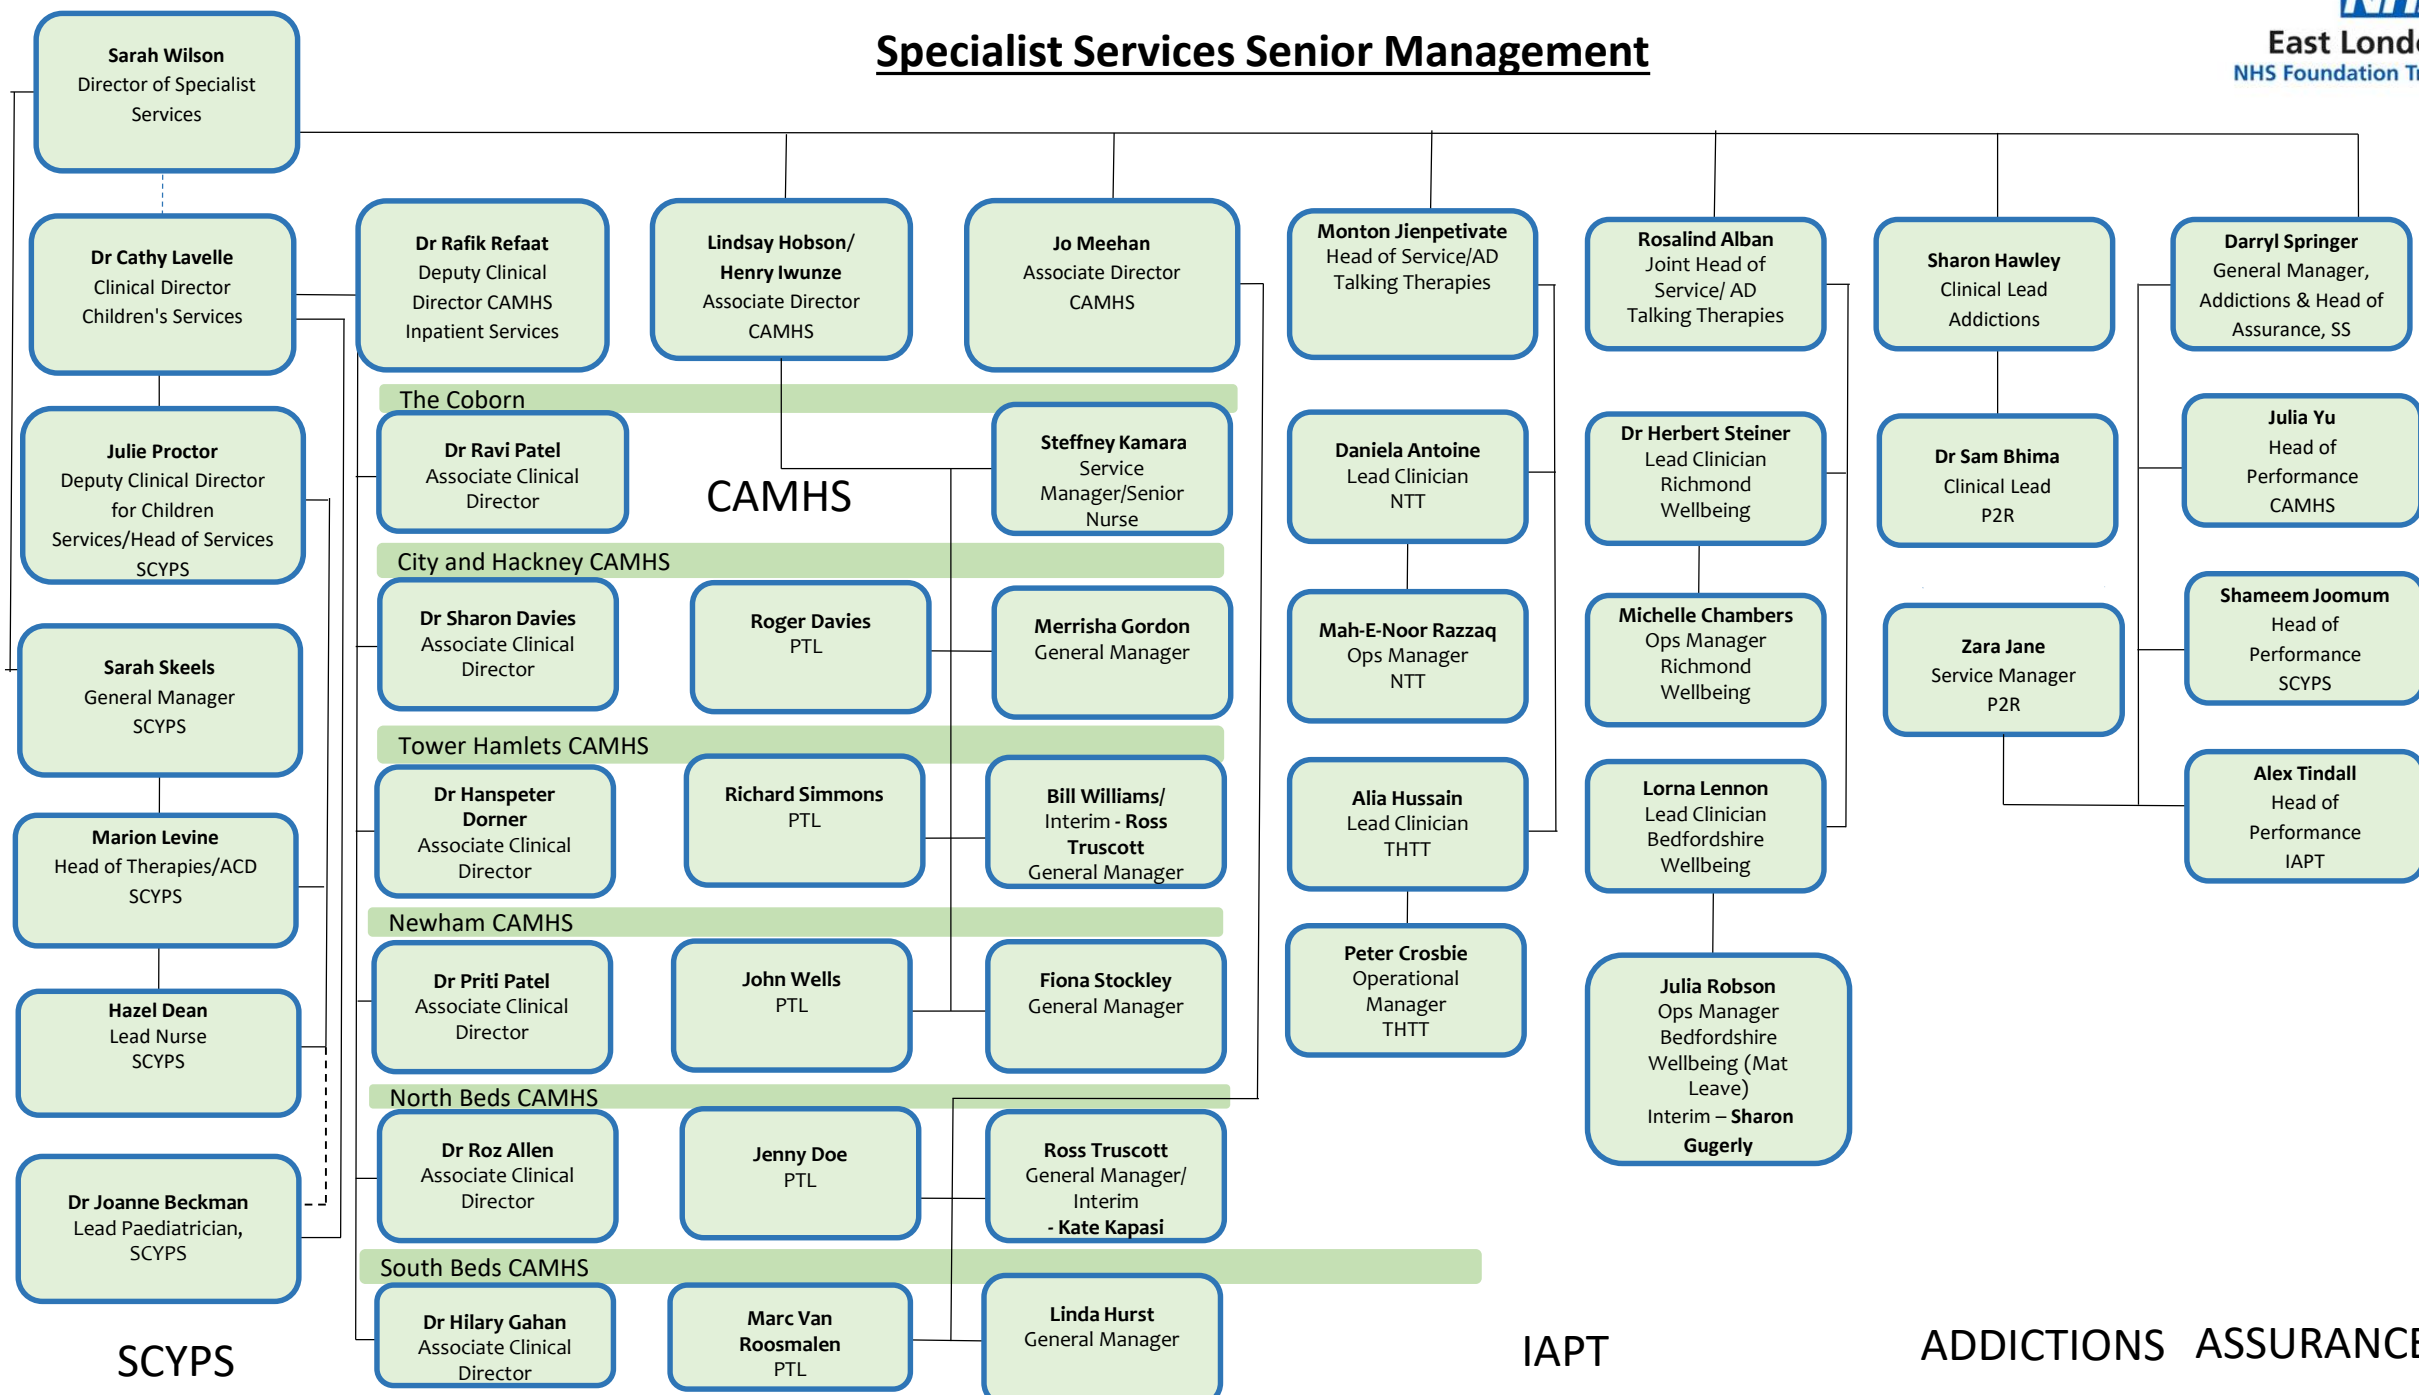 Specialist Services Senior Management
NHS Foundation
Sarah Wilson
Director of Specialist
Services
Dr Cathy Lavelle
Clinical Director
Children's Services
Julie Proctor
Deputy Clinical Director
for Children
Services/Head of Services
SCYPS
Sarah Skeels
General Manager
SCYPS
Marion Levine
Head of Therapies/ACD
SCYPS
Hazel Dean
Lead Nurse
SCYPS
Dr Joanne Beckman
Lead Paediatrician,
SCYPS
SCYPS
Dr Rafik Refaat
Deputy Clinical
Director CAMHS
Inpatient Services
Lindsay Hobson/
Henry Iwunze
Associate Director
CAMHS
Jo Meehan
Associate Director
CAMHS
The Coborn
Dr Ravi Patel
Associate Clinical
Director
CAMHS
Steffney Kamara
Service
Manager/Senior
Nurse
City and Hackney CAMHS
Dr Sharon Davies
Associate Clinical
Director
Roger Davies
PTL
Merrisha Gordon
General Manager
Tower Hamlets CAMHS
Dr Hanspeter
Dorner
Associate Clinical
Director
Richard Simmons
PTL
Bill Williams/
Interim - Ross
Truscott
General Manager
Newham CAMHS
Dr Priti Patel
Associate Clinical
Director
John Wells
PTL
Fiona Stockley
General Manager
North Beds CAMHS
Dr Roz Allen
Associate Clinical
Director
Jenny Doe
PTL
Ross Truscott
General Manager/
Interim
- Kate Kapasi
South Beds CAMHS
Dr Hilary Gahan
Associate Clinical
Director
Marc Van
Roosmalen
PTL
Linda Hurst
General Manager
Monton Jienpetivate
Head of Service/AD
Talking Therapies
Daniela Antoine
Lead Clinician
NTT
Mah-E-Noor Razzaq
Ops Manager
NTT
Alia Hussain
Lead Clinician
THTT
Peter Crosbie
Operational
Manager
THTT
Rosalind Alban
Joint Head of
Service/ AD
Talking Therapies
Dr Herbert Steiner
Lead Clinician
Richmond
Wellbeing
Michelle Chambers
Ops Manager
Richmond
Wellbeing
Lorna Lennon
Lead Clinician
Bedfordshire
Wellbeing
Julia Robson
Ops Manager
Bedfordshire
Wellbeing (Mat
Leave)
Interim – Sharon
Gugerly
IAPT
Sharon Hawley
Clinical Lead
Addictions
Dr Sam Bhima
Clinical Lead
P2R
Zara Jane
Service Manager
P2R
ADDICTIONS
Darryl Springer
General Manager,
Addictions & Head of
Assurance, SS
Julia Yu
Head of
Performance
CAMHS
Shameem Joomum
Head of
Performance
SCYPS
Alex Tindall
Head of
Performance
IAPT
ASSURANCE